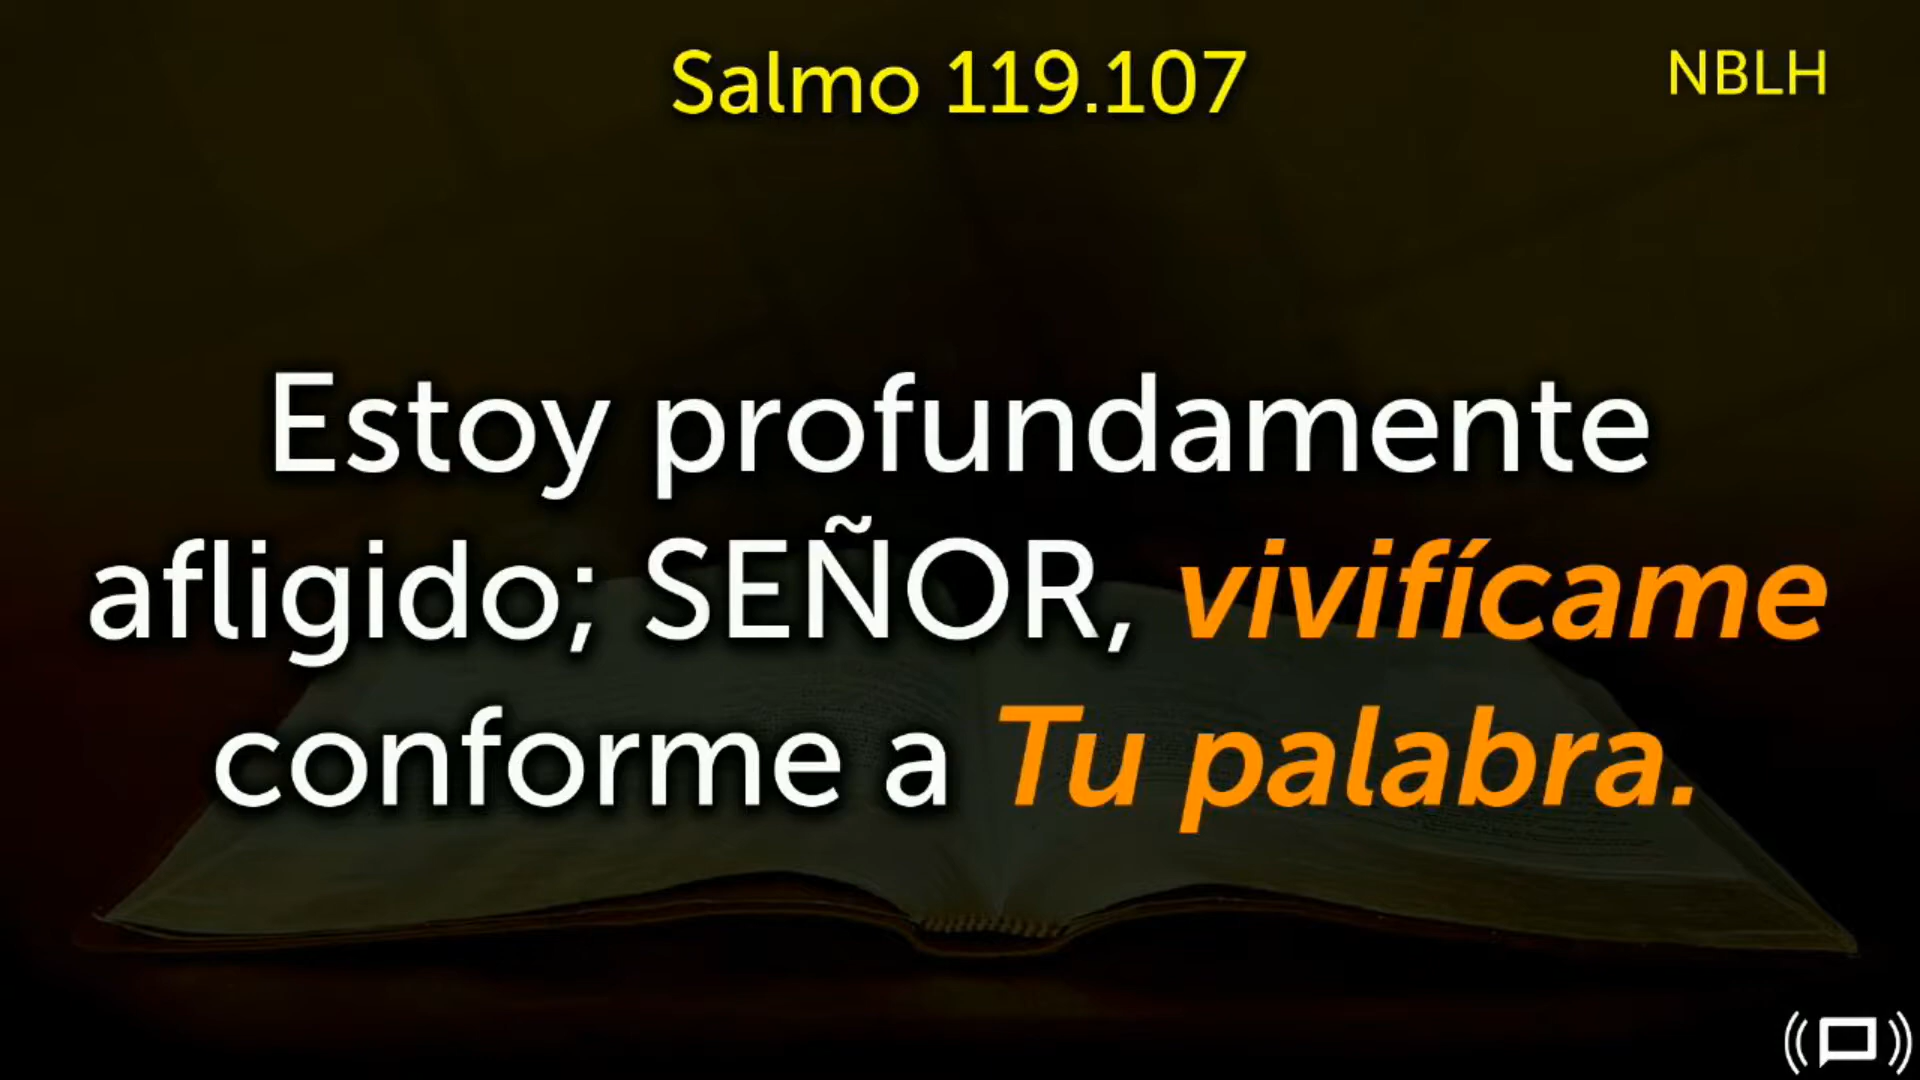 Salmo 119.107
NBLH
Estoy profundamente
afligido; SEÑOR, vivifícame
conforme a Tu palabra.